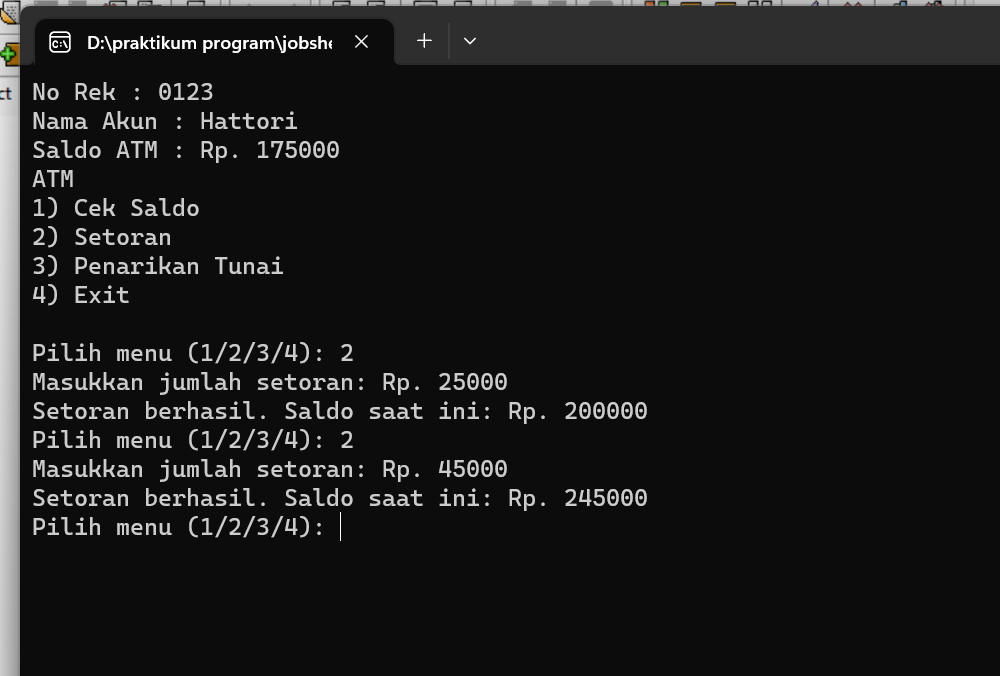 D:\praktikum program\jobshe
ct
No Rek : 0123
Nama Akun : Hattori
Saldo ATM : Rp. 175000
ATM
1) Cek Saldo
2) Setoran
3) Penarikan Tunai
4) Exit
Pilih menu (1/2/3/4): 2
Masukkan jumlah setoran: Rp. 25000
Setoran berhasil. Saldo saat ini: Rp. 200000
Pilih menu (1/2/3/4): 2
Masukkan jumlah setoran: Rp. 45000
Setoran berhasil. Saldo saat ini: Rp. 245000
Pilih menu (1/2/3/4):